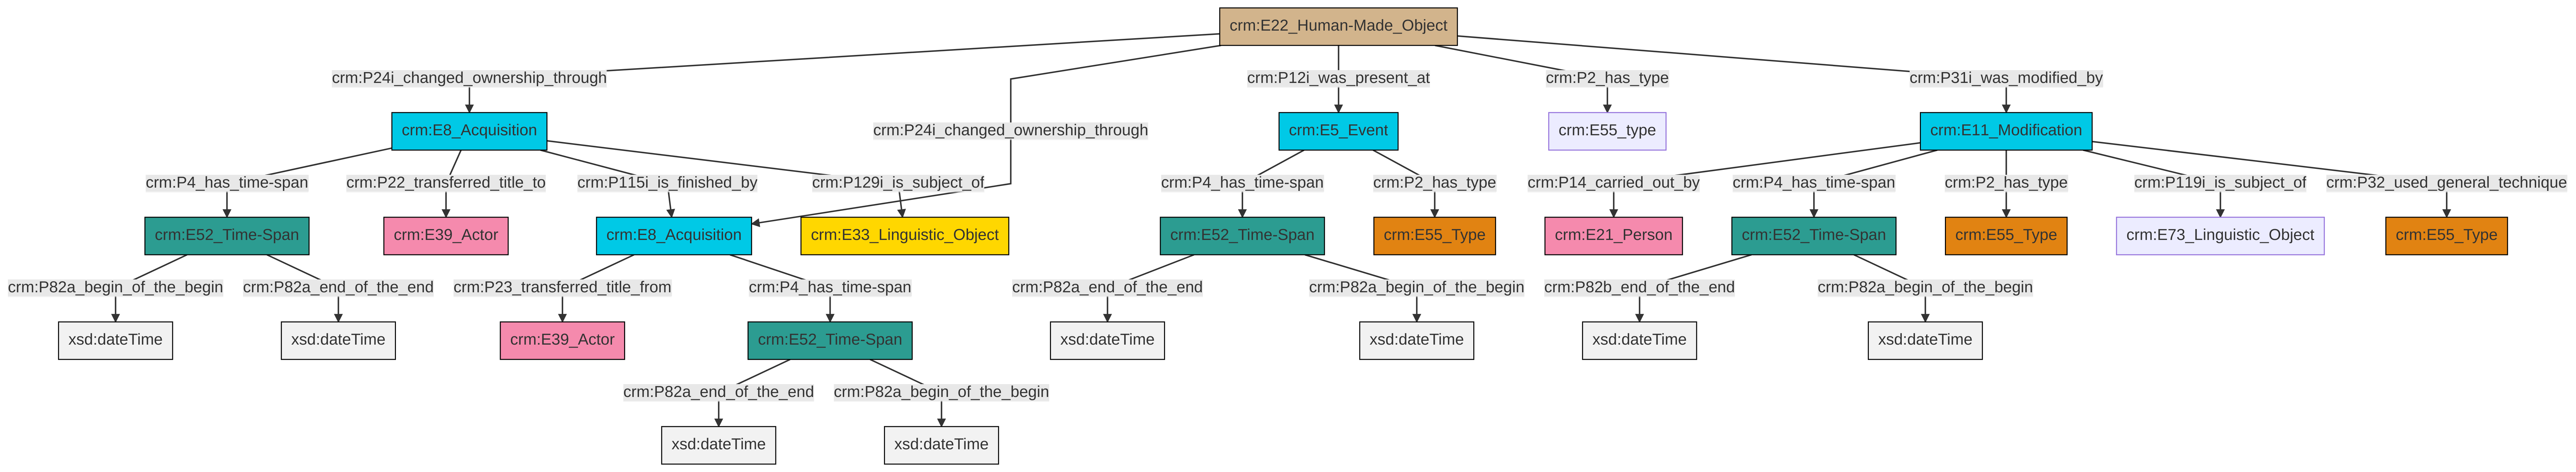 crm:E22_Human-Made_Object
crm:P24i_changed_ownership_through
crm:P12i_was_present_at
crm:P2_has_type
crm:P31i_was_modified_by
crm:E8_Acquisition
crm:P24i_changed_ownership_through
crm:E5_Event
crm:E55_type
crm:E11_Modification
crm:P4_has_time-span
crm:P22_transferred_title_to
crm:P115i_is_finished_by
crm:P129i_is_subject_of
crm:P4_has_time-span
crm:P2_has_type
crm:P14_carried_out_by
crm:P4_has_time-span
crm:P2_has_type
crm:P119i_is_subject_of
crm:P32_used_general_technique
crm:E52_Time-Span
crm:E39_Actor
crm:E8_Acquisition
crm:E33_Linguistic_Object
crm:E52_Time-Span
crm:E55_Type
crm:E21_Person
crm:E52_Time-Span
crm:E55_Type
crm:E73_Linguistic_Object
crm:E55_Type
crm:P82a_begin_of_the_begin
crm:P82a_end_of_the_end
crm:P23_transferred_title_from
crm:P4_has_time-span
crm:P82a_end_of_the_end
crm:P82a_begin_of_the_begin
crm:P82b_end_of_the_end
crm:P82a_begin_of_the_begin
xsd:dateTime
xsd:dateTime
crm:E39_Actor
crm:E52_Time-Span
xsd:dateTime
xsd:dateTime
xsd:dateTime
xsd:dateTime
crm:P82a_end_of_the_end
crm:P82a_begin_of_the_begin
xsd:dateTime
xsd:dateTime